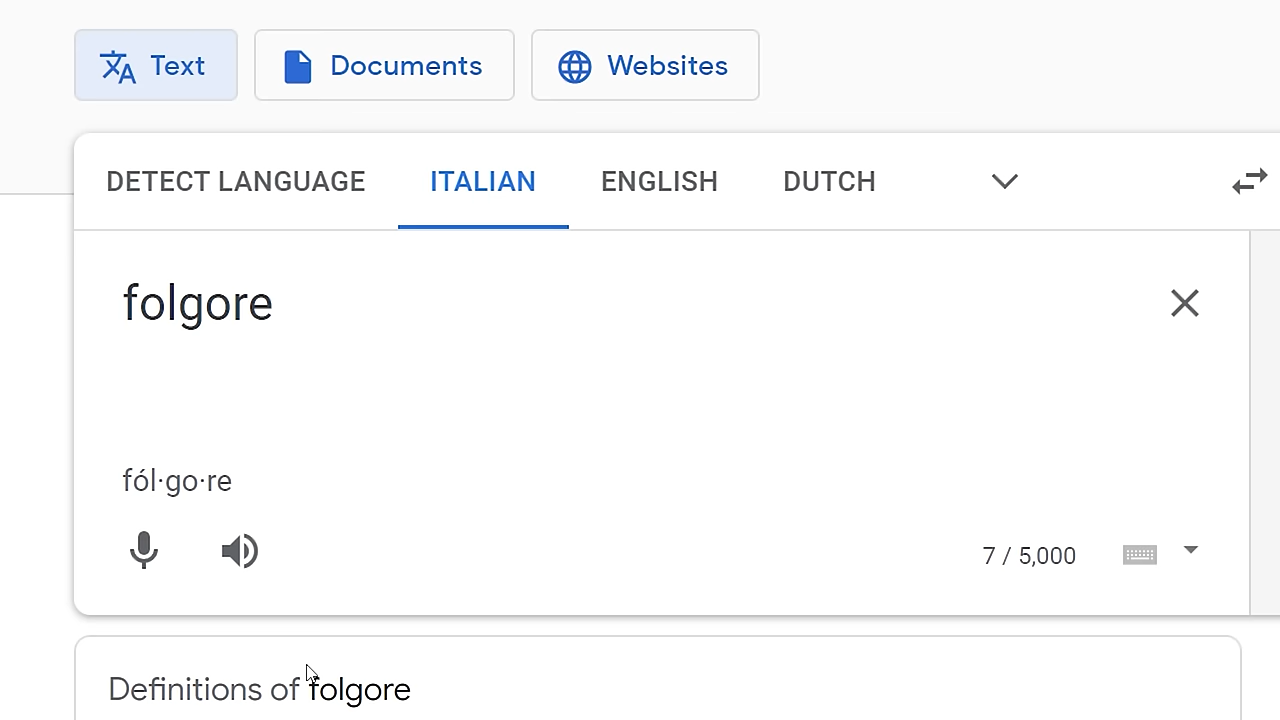 Text Documents Websites
DETECT LANGUAGE ITALIAN ENGLISH DUTCH
folgore
fól·go·re
7 / 5,000
Definitions of folgore